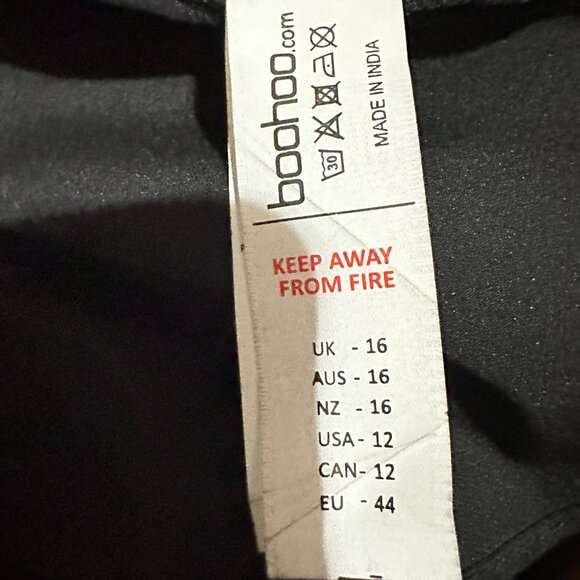 boohoo.com
30
MADE IN INDIA
KEEP AWAY
FROM FIRE
UK - 16
AUS - 16
NZ - 16
USA- 12
CAN- 12
EU - 44